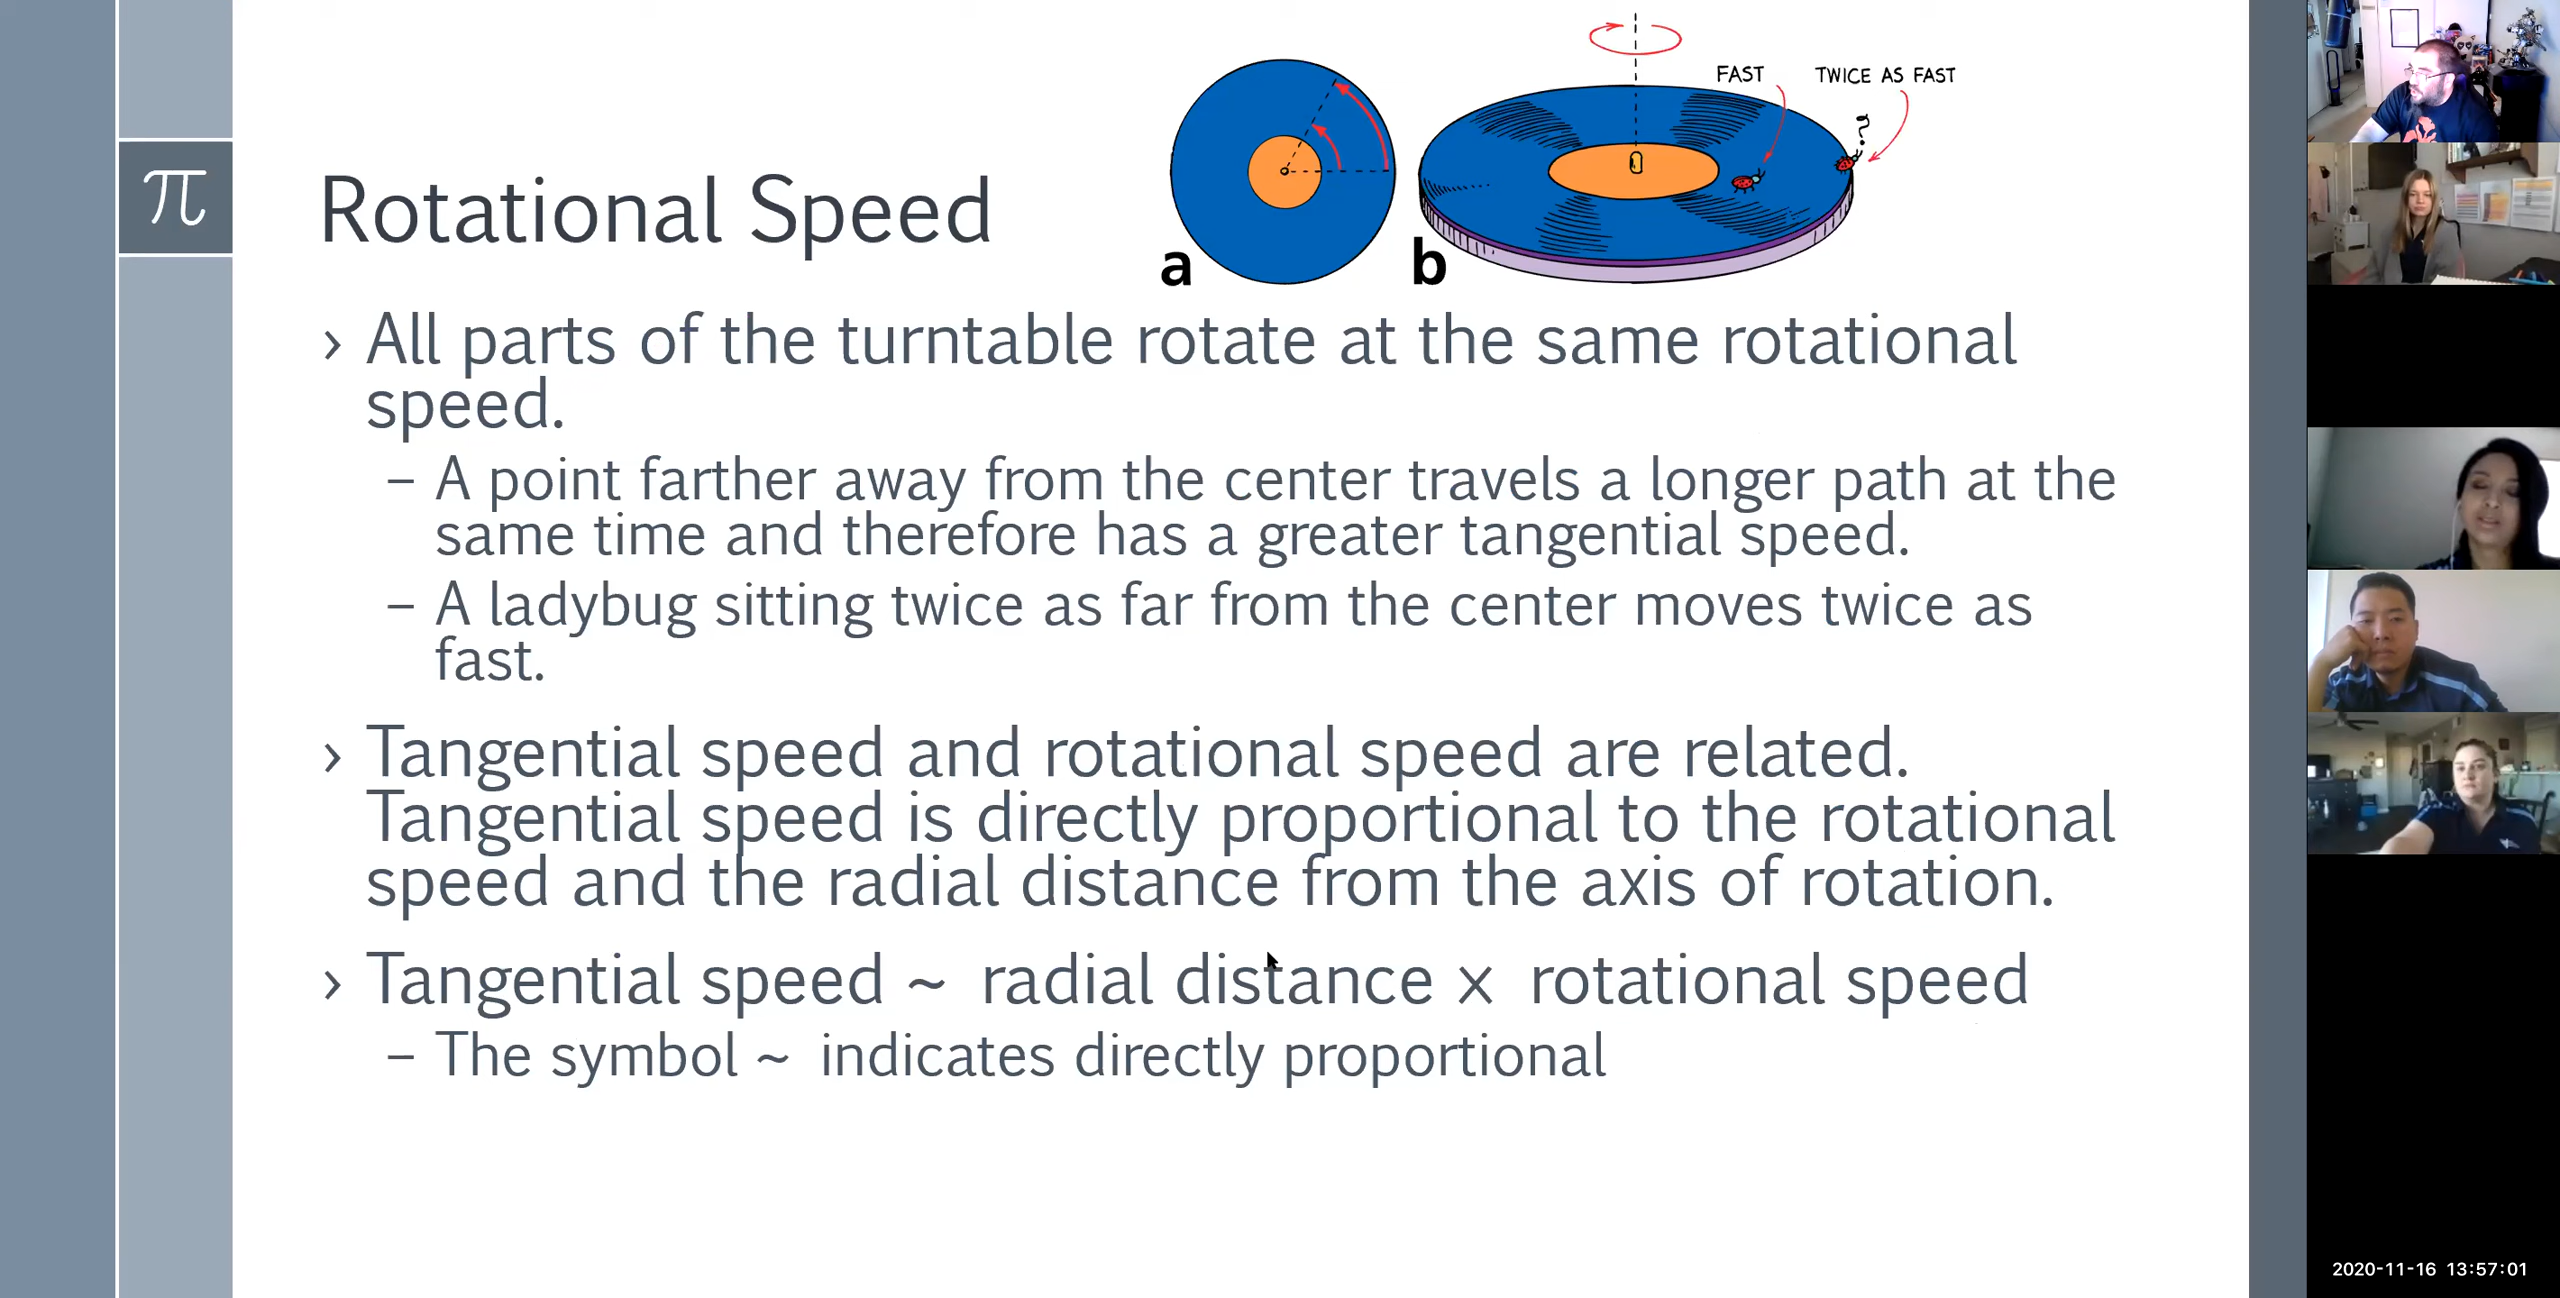 FAST
TWICE AS FAST
?
π
Rotational Speed
a
b
› All parts of the turntable rotate at the same rotational
speed.
– A point farther away from the center travels a longer path at the
same time and therefore has a greater tangential speed.
– A ladybug sitting twice as far from the center moves twice as
fast.
› Tangential speed and rotational speed are related.
Tangential speed is directly proportional to the rotational
speed and the radial distance from the axis of rotation.
› Tangential speed ~ radial distance x rotational speed
– The symbol ~ indicates directly proportional
2020-11-16 13:57:01